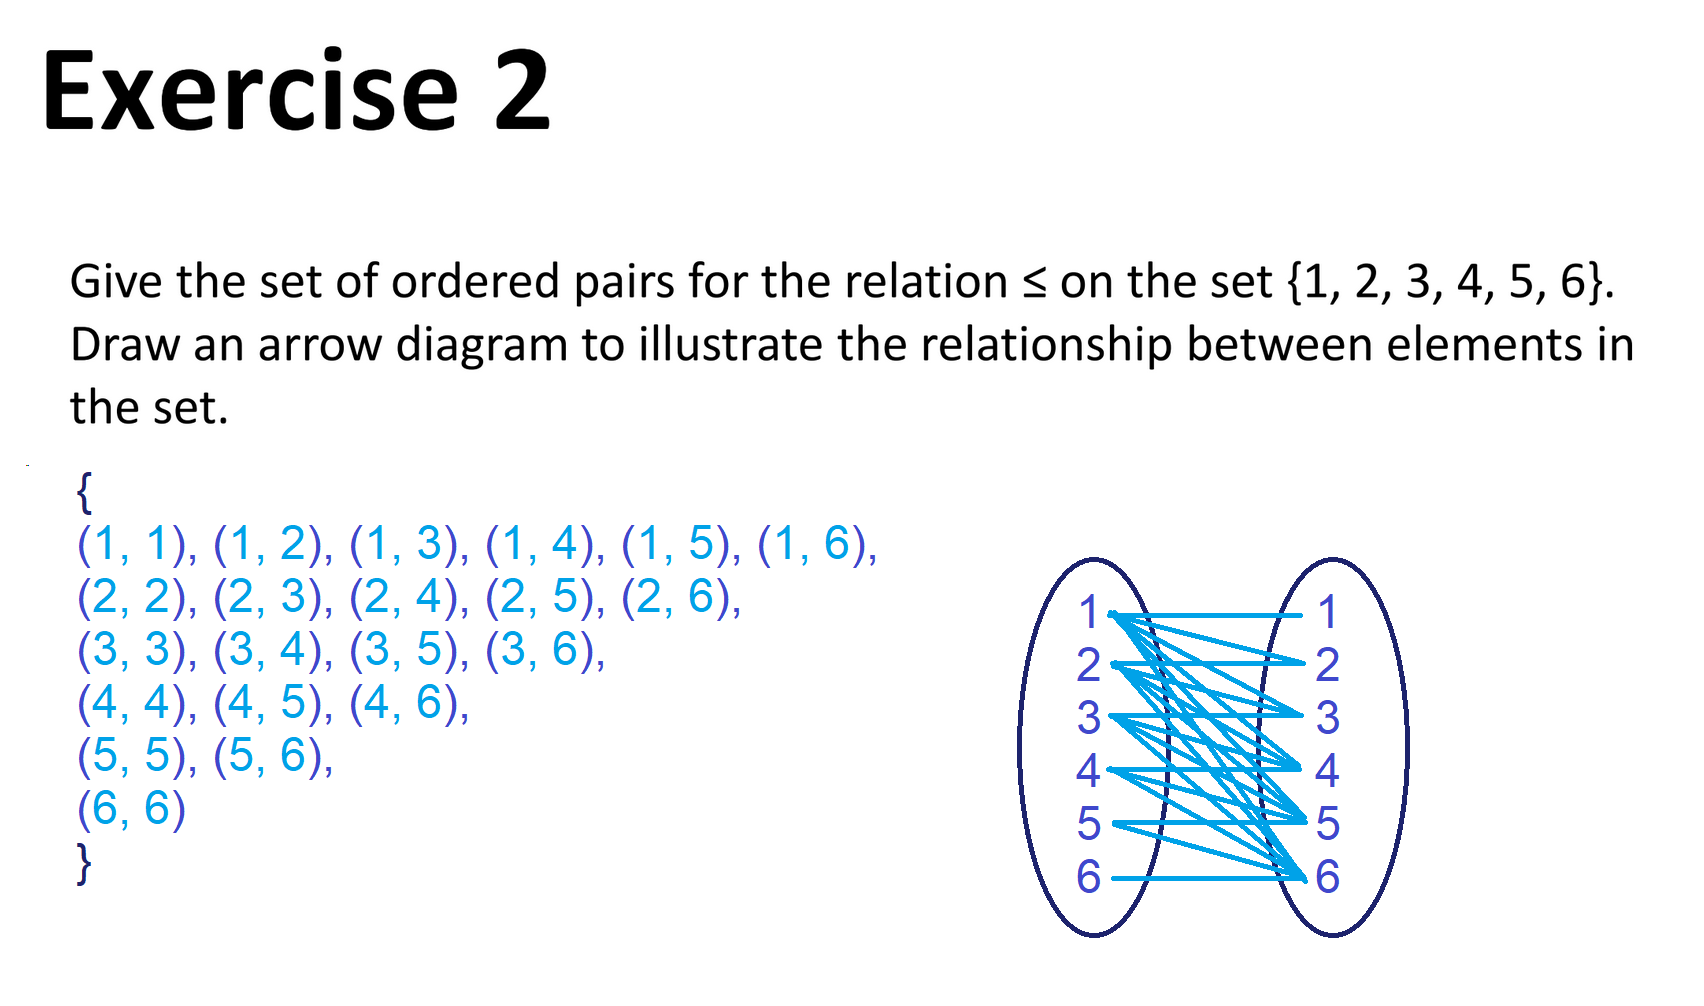 Exercise 2
Give the set of ordered pairs for the relation ≤ on the set {1, 2, 3, 4, 5, 6}.
Draw an arrow diagram to illustrate the relationship between elements in
the set.
{
(1, 1), (1, 2), (1, 3), (1, 4), (1, 5), (1, 6),
(2, 2), (2, 3), (2, 4), (2, 5), (2, 6),
(3, 3), (3, 4), (3, 5), (3, 6),
(4, 4), (4, 5), (4, 6),
(5, 5), (5, 6),
(6, 6)
}
1 1
2 2
3 3
4 4
5 5
6 6